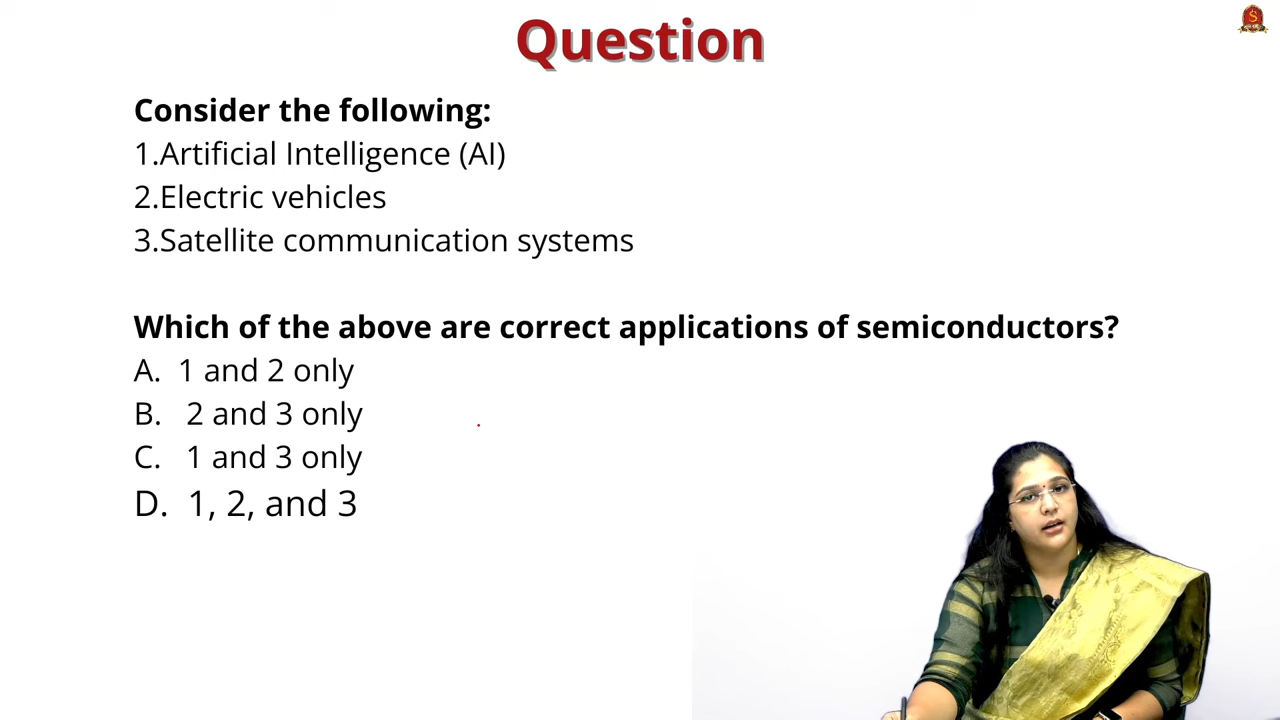 Question
Consider the following:
1.Artificial Intelligence (AI)
2.Electric vehicles
3.Satellite communication systems
Which of the above are correct applications of semiconductors?
A. 1 and 2 only
B. 2 and 3 only
C. 1 and 3 only
D. 1, 2, and 3